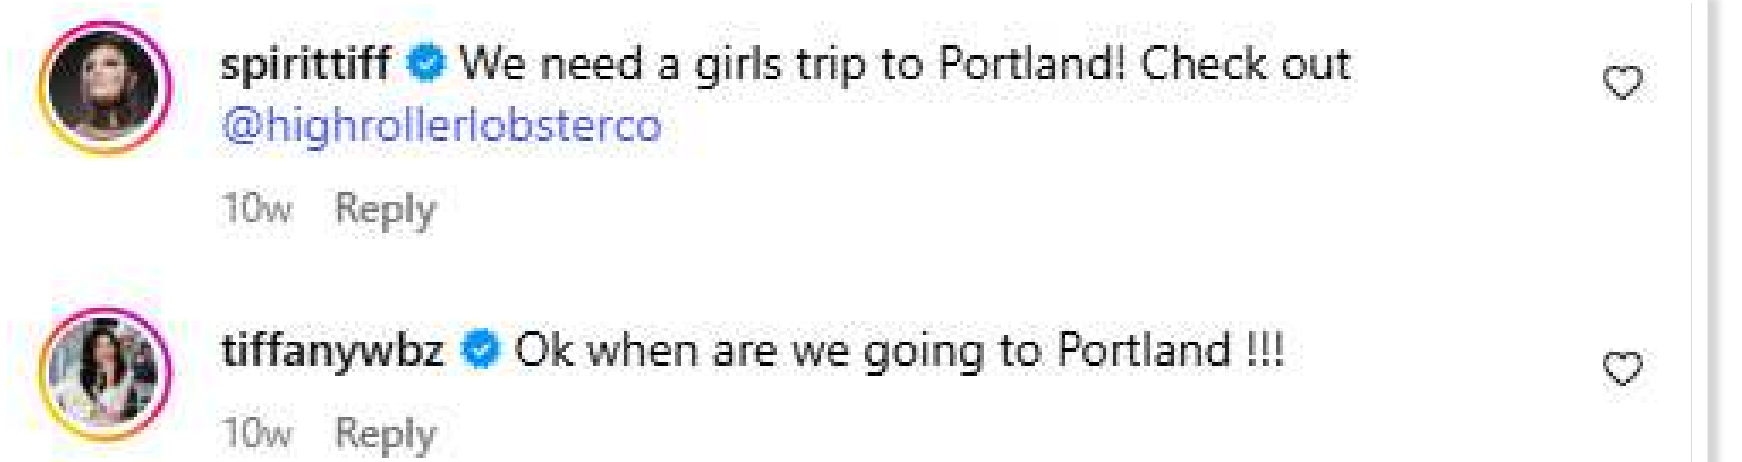 spirittiff We need a girls trip to Portland! Check out
@highrollerlobsterco
10w Reply
tiffanywbz Ok when are we going to Portland !!!
10w Reply